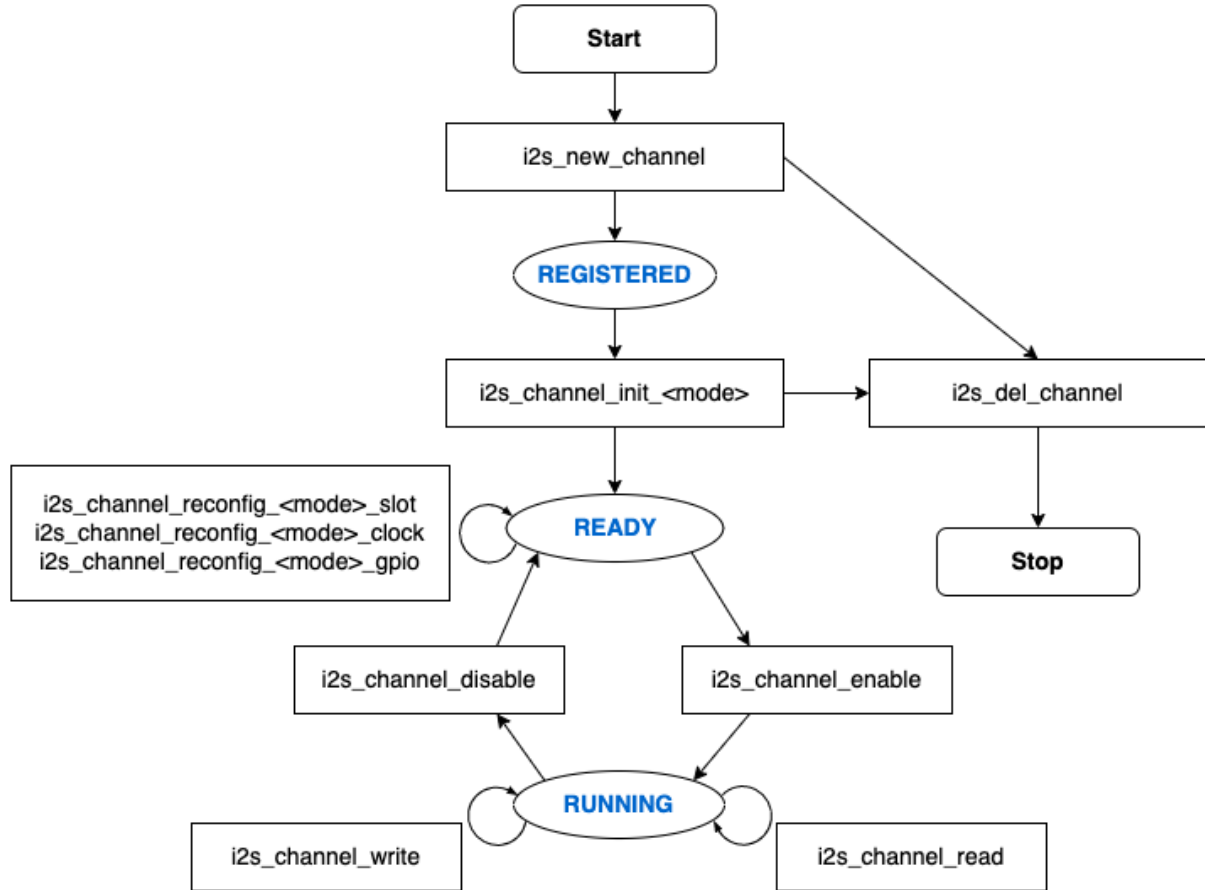 Start
i2s_new_channel
REGISTERED
i2s_channel_init_<mode>
i2s_del_channel
i2s_channel_reconfig_<mode>_slot
i2s_channel_reconfig_<mode>_clock
i2s_channel_reconfig_<mode>_gpio
READY
Stop
i2s_channel_disable
i2s_channel_enable
RUNNING
i2s_channel_write
i2s_channel_read